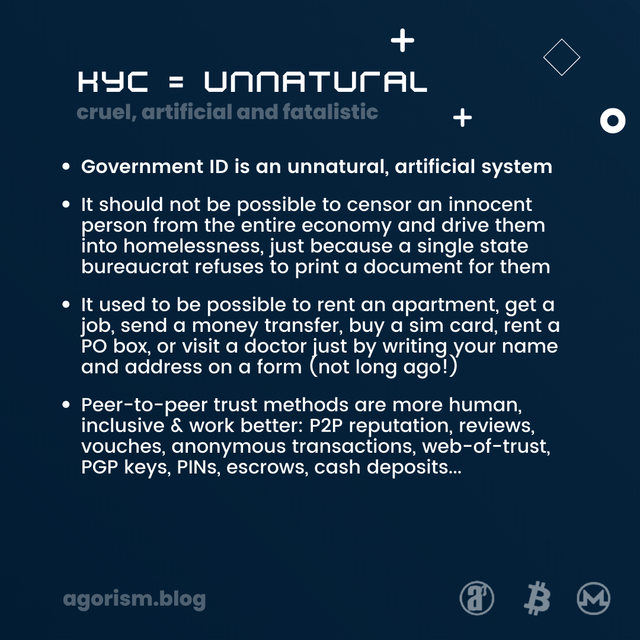 KYC = UNNATURAL
cruel, artificial and fatalistic
• Government ID is an unnatural, artificial system
• It should not be possible to censor an innocent
person from the entire economy and drive them
into homelessness, just because a single state
bureaucrat refuses to print a document for them
• It used to be possible to rent an apartment, get a
job, send a money transfer, buy a sim card, rent a
PO box, or visit a doctor just by writing your name
and address on a form (not long ago!)
• Peer-to-peer trust methods are more human,
inclusive & work better: P2P reputation, reviews,
vouches, anonymous transactions, web-of-trust,
PGP keys, PINs, escrows, cash deposits...
agorism.blog